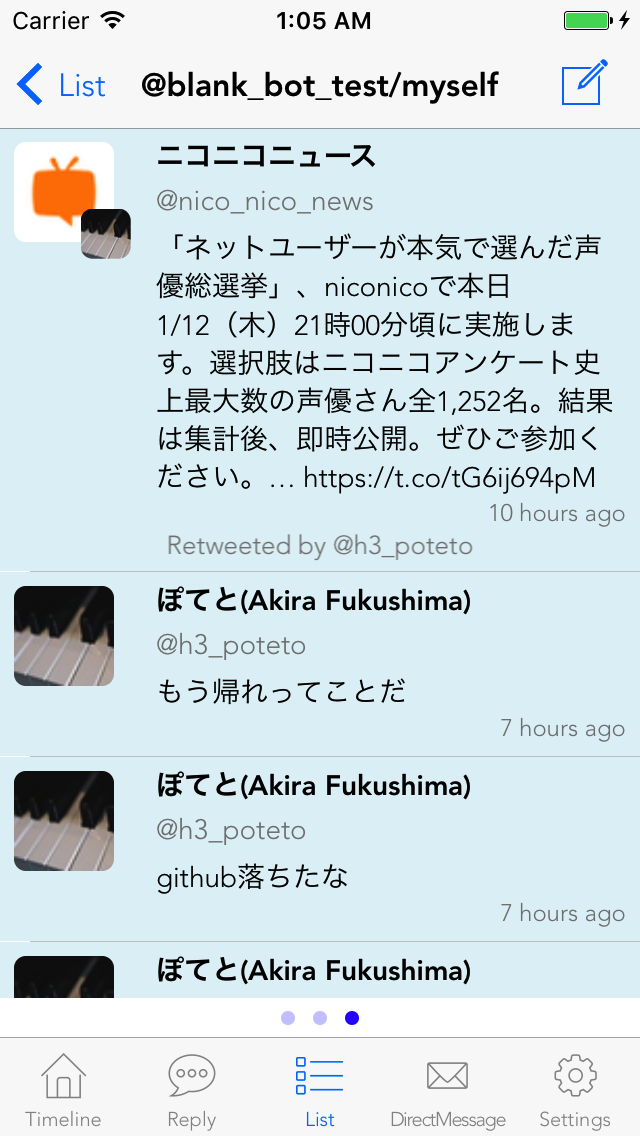 Carrier 1:05 AM
List @blank_bot_test/myself
ニコニコニュース
@nico_nico_news
「ネットユーザーが本気で選んだ声
優総選挙」、niconicoで本日
1/12（木）21時00分頃に実施しま
す。選択肢はニコニコアンケート史
上最大数の声優さん全1,252名。結果
は集計後、即時公開。ぜひご参加く
ださい。… https://t.co/tG6ij694pM
10 hours ago
Retweeted by @h3_poteto
ぽてと(Akira Fukushima)
@h3_poteto
もう帰れってことだ
7 hours ago
ぽてと(Akira Fukushima)
@h3_poteto
github落ちたな
7 hours ago
ぽてと(Akira Fukushima)
Timeline Reply List DirectMessage Settings